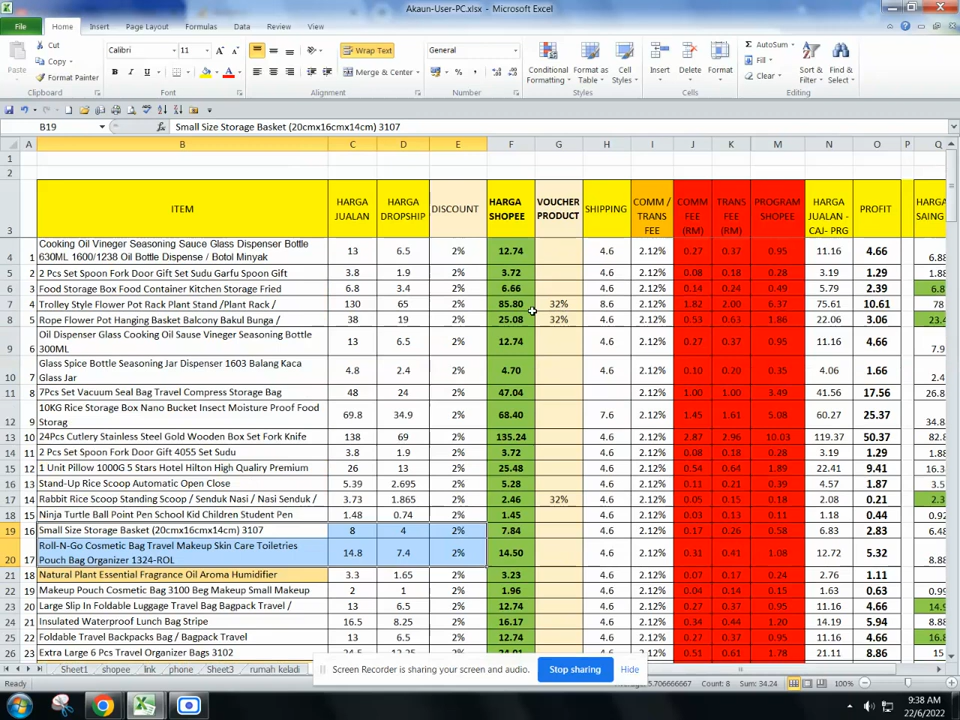 Akaun-User-PC.xlsx - Microsoft Excel
File Home Insert Page Layout Formulas Data Review View
Cut
Copy
Format Painter
Paste
Clipboard
Calibri 11
B I U
Font
Wrap Text
Merge & Center
Alignment
General
Number
Conditional Formatting
Format as Table
Cell Styles
Styles
Insert Delete Format
Cells
AutoSum
Fill
Clear
Sort & Filter
Find & Select
Editing
B19 fx Small Size Storage Basket (20cmx16cmx14cm) 3107
A B C D E F G H I J K M N O P Q
1
2
3 ITEM HARGA JUALAN HARGA DROPSHIP DISCOUNT HARGA SHOPEE VOUCHER PRODUCT SHIPPING COMM / TRANS FEE COMM FEE (RM) TRANS FEE (RM) PROGRAM SHOPEE HARGA JUALAN - CAJ- PRG PROFIT HARGA SAING
4 1 Cooking Oil Vineger Seasoning Sauce Glass Dispenser Bottle 630ML 1600/1238 Oil Bottle Dispense / Botol Minyak 13 6.5 2% 12.74 4.6 2.12% 0.27 0.37 0.95 11.16 4.66 6.88
5 2 2 Pcs Set Spoon Fork Door Gift Set Sudu Garfu Spoon Gift 3.8 1.9 2% 3.72 4.6 2.12% 0.08 0.18 0.28 3.19 1.29 1.88
6 3 Food Storage Box Food Container Kitchen Storage Fried 6.8 3.4 2% 6.66 4.6 2.12% 0.14 0.24 0.49 5.79 2.39 6.8
7 4 Trolley Style Flower Pot Rack Plant Stand /Plant Rack / 130 65 2% 85.80 32% 8.6 2.12% 1.82 2.00 6.37 75.61 10.61 78
8 5 Rope Flower Pot Hanging Basket Balcony Bakul Bunga / 38 19 2% 25.08 32% 4.6 2.12% 0.53 0.63 1.86 22.06 3.06 23.4
9 6 Oil Dispenser Glass Cooking Oil Sause Vineger Seasoning 300ML 13 6.5 2% 12.74 4.6 2.12% 0.27 0.37 0.95 11.16 4.66 7.9
10 7 Glass Spice Bottle Seasoning Jar Dispenser 1603 Balang Kaca Glass Jar 4.8 2.4 2% 4.70 4.6 2.12% 0.10 0.20 0.35 4.06 1.66 2.4
11 8 7Pcs Set Vacuum Seal Bag Travel Compress Storage Bag 48 24 2% 47.04 2.12% 1.00 1.00 3.49 41.56 17.56
12 9 10KG Rice Storage Box Nano Bucket Insect Moisture Proof Food Storag 69.8 34.9 2% 68.40 7.6 2.12% 1.45 1.61 5.08 60.27 25.37 34.8
13 10 24Pcs Cutlery Stainless Steel Gold Wooden Box Set Fork Knife 138 69 2% 135.24 4.6 2.12% 2.87 2.96 10.03 119.37 50.37 82.8
14 11 2 Pcs Set Spoon Fork Door Gift 4055 Set Sudu 3.8 1.9 2% 3.72 4.6 2.12% 0.08 0.18 0.28 3.19 1.29 1.88
15 12 1 Unit Pillow 1000G 5 Stars Hotel Hilton High Quality Premium 26 13 2% 25.48 4.6 2.12% 0.54 0.64 1.89 22.41 9.41 16.3
16 13 Stand-Up Rice Scoop Automatic Open Close 5.39 2.695 2% 5.28 4.6 2.12% 0.11 0.21 0.39 4.57 1.87
17 14 Rabbit Rice Scoop Standing Scoop / Senduk Nasi / Nasi Senduk / 3.73 1.865 2% 2.46 32% 4.6 2.12% 0.05 0.15 0.18 2.08 0.21 2.3
18 15 Ninja Turtle Ball Point Pen School Kid Children Student Pen 1.48 0.74 2% 1.45 4.6 2.12% 0.03 0.13 0.11 1.18 0.44 0.92
19 16 Small Size Storage Basket (20cmx16cmx14cm) 3107 8 4 2% 7.84 4.6 2.12% 0.17 0.26 0.58 6.83 2.83 6.48
20 17 Roll-N-Go Cosmetic Bag Travel Makeup Skin Care Toiletries Pouch Bag Organizer 1324-ROL 14.8 7.4 2% 14.50 4.6 2.12% 0.31 0.41 1.08 12.72 5.32 8.88
21 18 Natural Plant Essential Fragrance Oil Aroma Humidifier 3.3 1.65 2% 3.23 4.6 2.12% 0.07 0.17 0.24 2.76 1.11
22 19 Makeup Pouch Cosmetic Bag 3100 Beg Makeup Small Makeup 2 1 2% 1.96 4.6 2.12% 0.04 0.14 0.15 1.63 0.63 0.99
23 20 Large Slip In Foldable Luggage Travel Bag Bagpack Travel / 13 6.5 2% 12.74 4.6 2.12% 0.27 0.37 0.95 11.16 4.66 14.9
24 21 Insulated Waterproof Lunch Bag Stripe 16.5 8.25 2% 16.17 4.6 2.12% 0.34 0.44 1.20 14.19 5.94 8.88
25 22 Foldable Travel Backpacks Bag / Bagpack Travel 13 6.5 2% 12.74 4.6 2.12% 0.27 0.37 0.95 11.16 4.66 16.8
26 23 Extra Large 6 Pcs Travel Organizer Bags 3102 2% 4.6 2.12% 0.51 0.61 1.78 21.11 8.86 15
Sheet1 shopee lnk phone Sheet3 rumah keladi
Screen Recorder is sharing your screen and audio. Stop sharing Hide
Ready 5.706666667 Count: 8 Sum: 34.24 100%
9:38 AM
22/6/2022